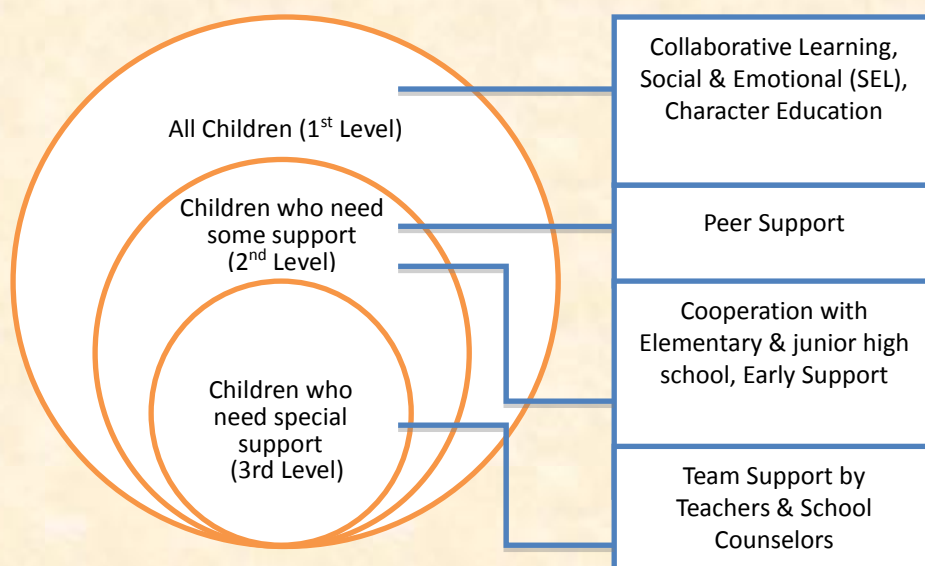 All Children (1st Level)
Children who need
some support
(2nd Level)
Children who
need special
support
(3rd Level)
Collaborative Learning,
Social & Emotional (SEL),
Character Education
Peer Support
Cooperation with
Elementary & junior high
school, Early Support
Team Support by
Teachers & School
Counselors